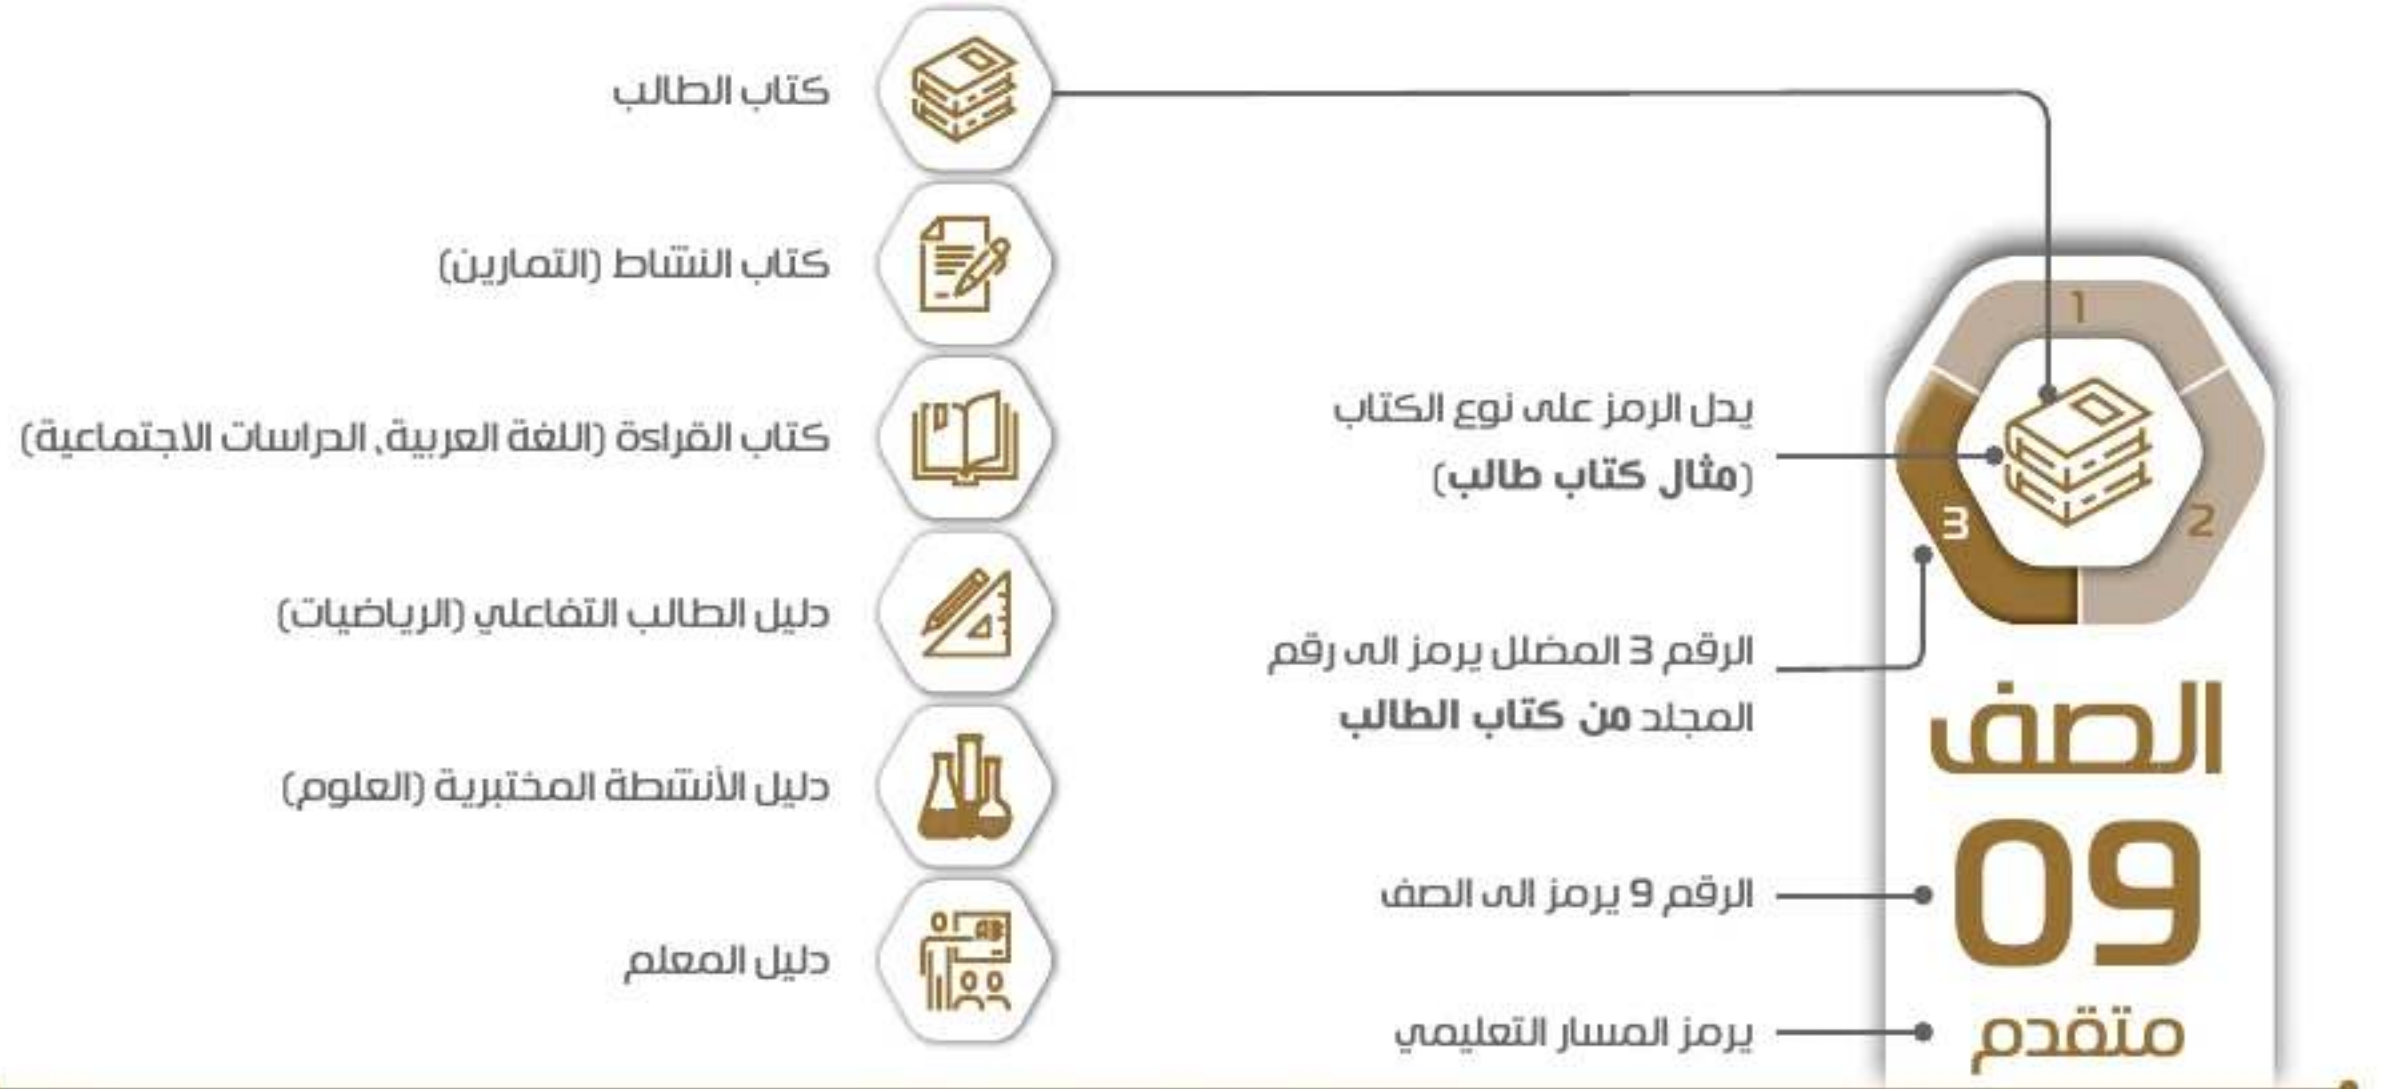 1
2
3
الصف
09
متقدم
يدل الرمز على نوع الكتاب
(مثال كتاب طالب)
الرقم 3 المضلل يرمز الى رقم
المجلد من كتاب الطالب
الرقم 9 يرمز الى الصف
يرمز المسار التعليمي
كتاب الطالب
كتاب النشاط (التمارين)
كتاب القراءة (اللغة العربية، الدراسات الاجتماعية)
دليل الطالب التفاعلي (الرياضيات)
دليل الأنشطة المختبرية (العلوم)
دليل المعلم